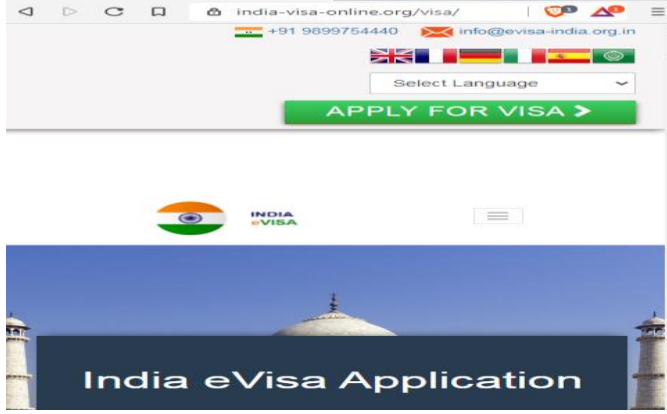 india-visa-online.org/visa/
+91 9899754440 info@evisa-india.org.in
Select Language
APPLY FOR VISA
INDIA
eVISA
India eVisa Application